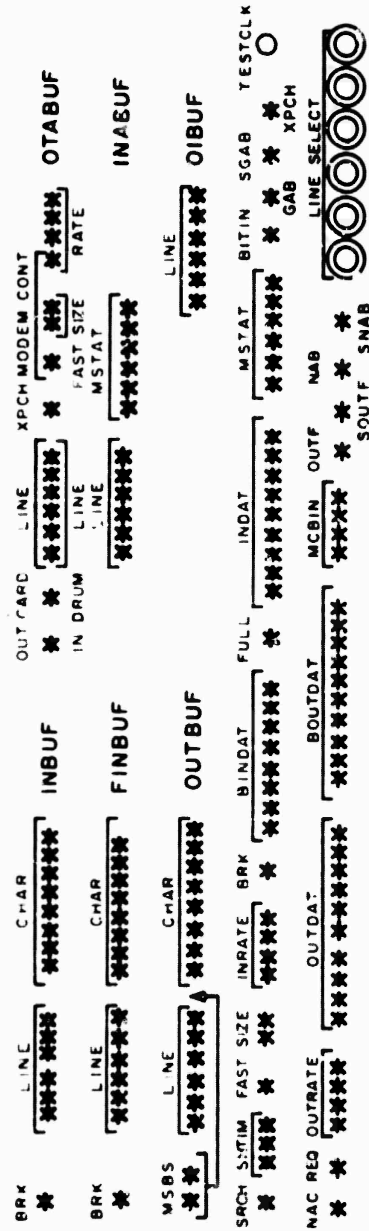 OUT CARD LINE XPCH MODEM CONT
BRK LINE CHAR INBUF OTABUF
IN DRUM LINE FAST SIZE RATE
BRK LINE CHAR FINBUF LINE MSTAT INABUF
MSBS LINE CHAR OUTBUF LINE OIBUF
SRCH FAST SIZE INRATE BRK BINDAT FULL INDAT MSTAT BITIN SGAB TESTCLK
GAB XPCH
NAC REQ OUTRATE OUTDAT BOUTDAT MCBIN OUTF NAB LINE SELECT
SOUTF SNAB